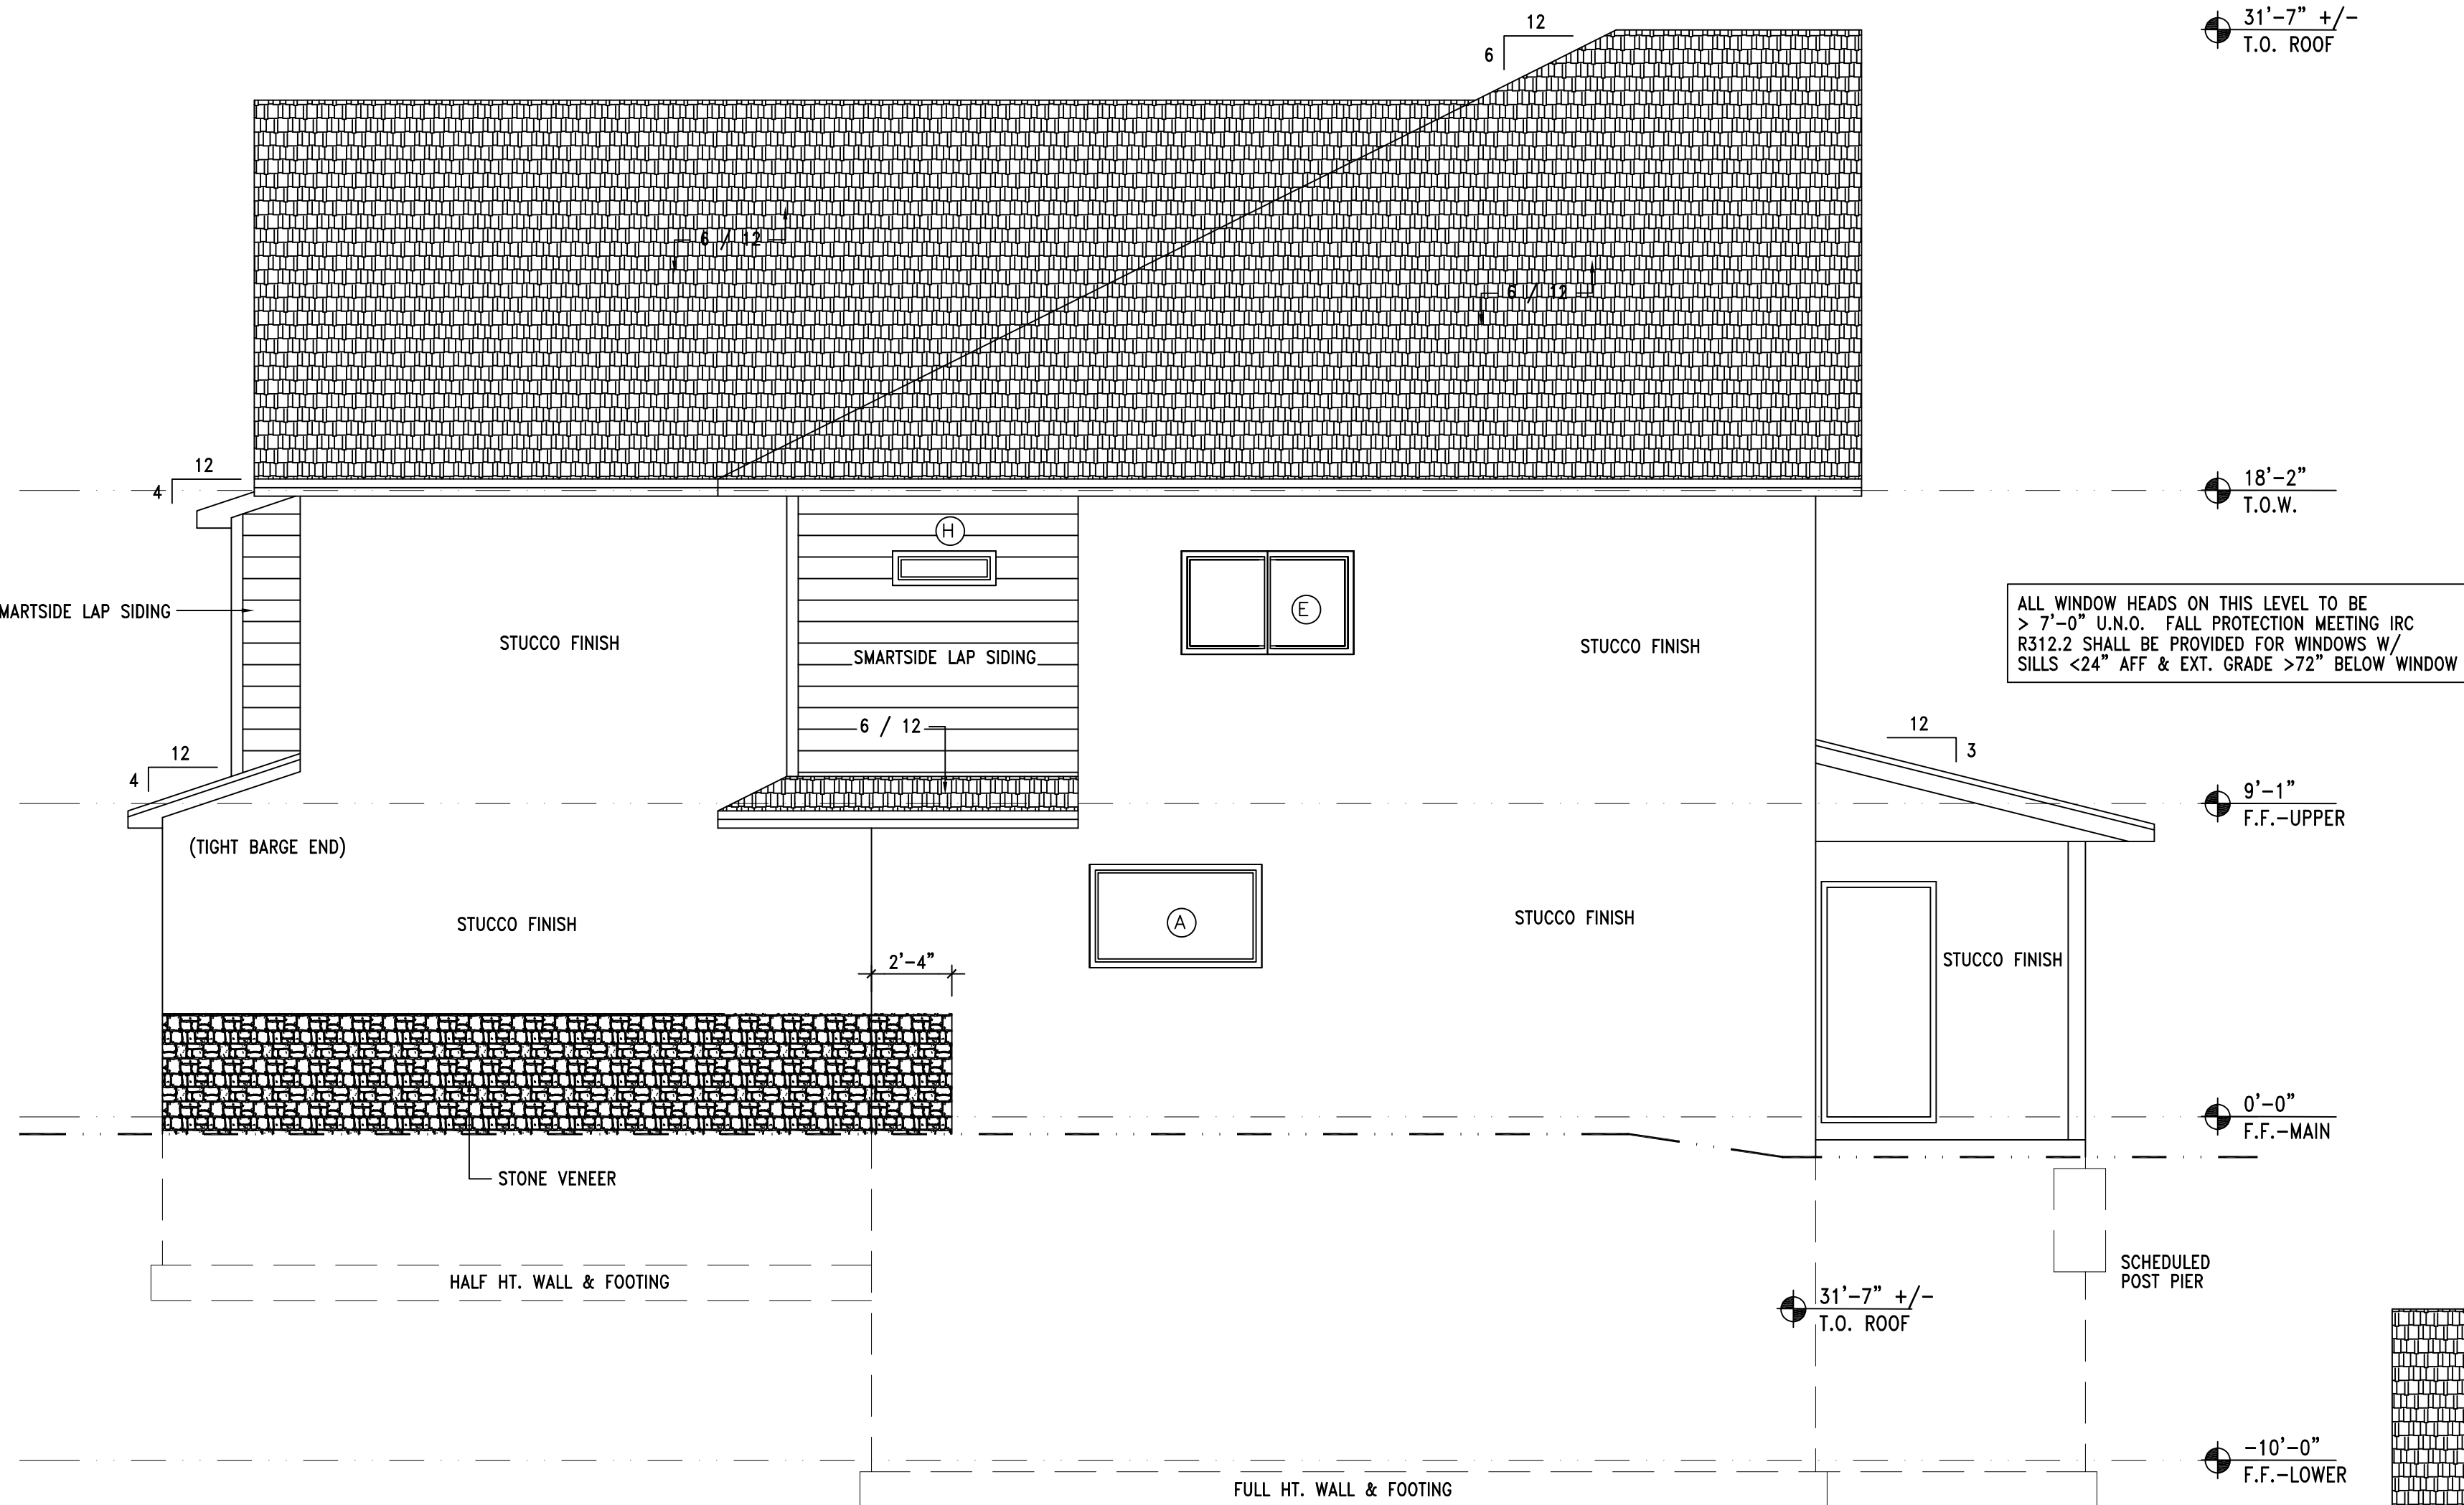 31'-7" +/-
T.O. ROOF
12
6
6 / 12
6 / 12
12
4
18'-2"
T.O.W.
H
E
MARTSIDE LAP SIDING
STUCCO FINISH
SMARTSIDE LAP SIDING
STUCCO FINISH
ALL WINDOW HEADS ON THIS LEVEL TO BE
> 7'-0" U.N.O. FALL PROTECTION MEETING IRC
R312.2 SHALL BE PROVIDED FOR WINDOWS W/
SILLS <24" AFF & EXT. GRADE >72" BELOW WINDOW
6 / 12
12
4
12
3
9'-1"
F.F.-UPPER
(TIGHT BARGE END)
STUCCO FINISH
A
STUCCO FINISH
2'-4"
STUCCO FINISH
0'-0"
F.F.-MAIN
STONE VENEER
HALF HT. WALL & FOOTING
SCHEDULED
POST PIER
31'-7" +/-
T.O. ROOF
-10'-0"
F.F.-LOWER
FULL HT. WALL & FOOTING